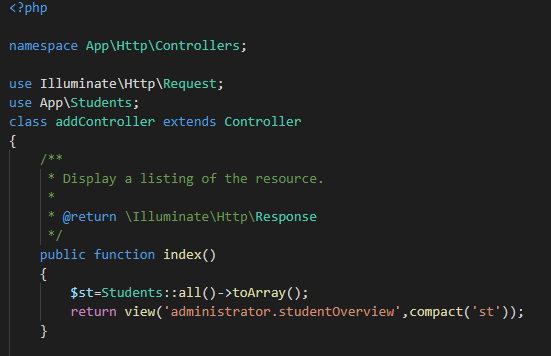 <?php
namespace App\Http\Controllers;
use Illuminate\Http\Request;
use App\Students;
class addController extends Controller
{
/**
* Display a listing of the resource.
*
* @return \Illuminate\Http\Response
*/
public function index()
{
$st=Students::all()->toArray();
return view('administrator.studentOverview',compact('st'));
}